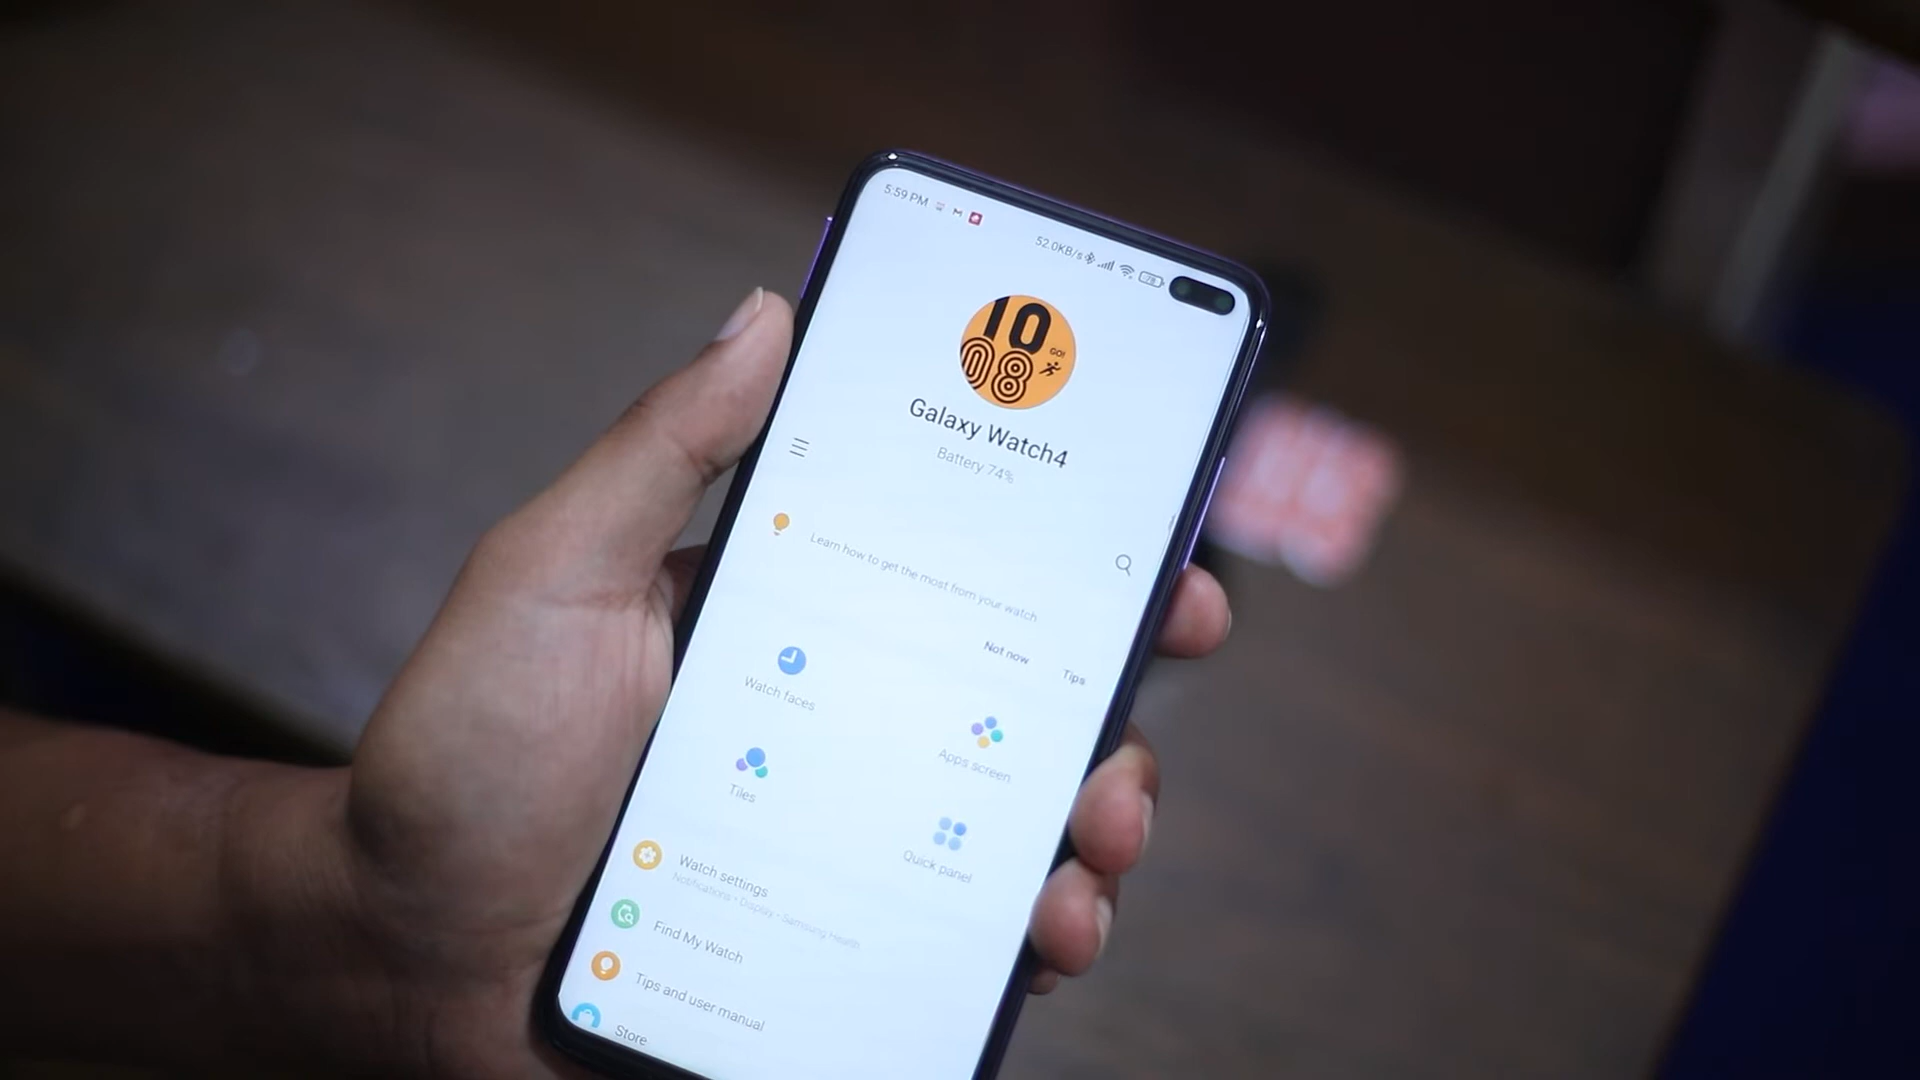 5:59 PM
52.0KB/s
78
10
08
GO!
Galaxy Watch4
Battery 74%
Learn how to get the most from your watch
Not now
Tips
Watch faces
Apps screen
Tiles
Quick panel
Watch settings
Notifications • Display • Samsung Health
Find My Watch
Tips and user manual
Store